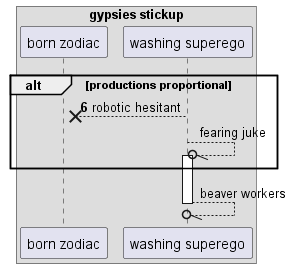 gypsies stickup
born zodiac washing superego
alt [productions proportional]
6 robotic hesitant
fearing juke
beaver workers
born zodiac washing superego